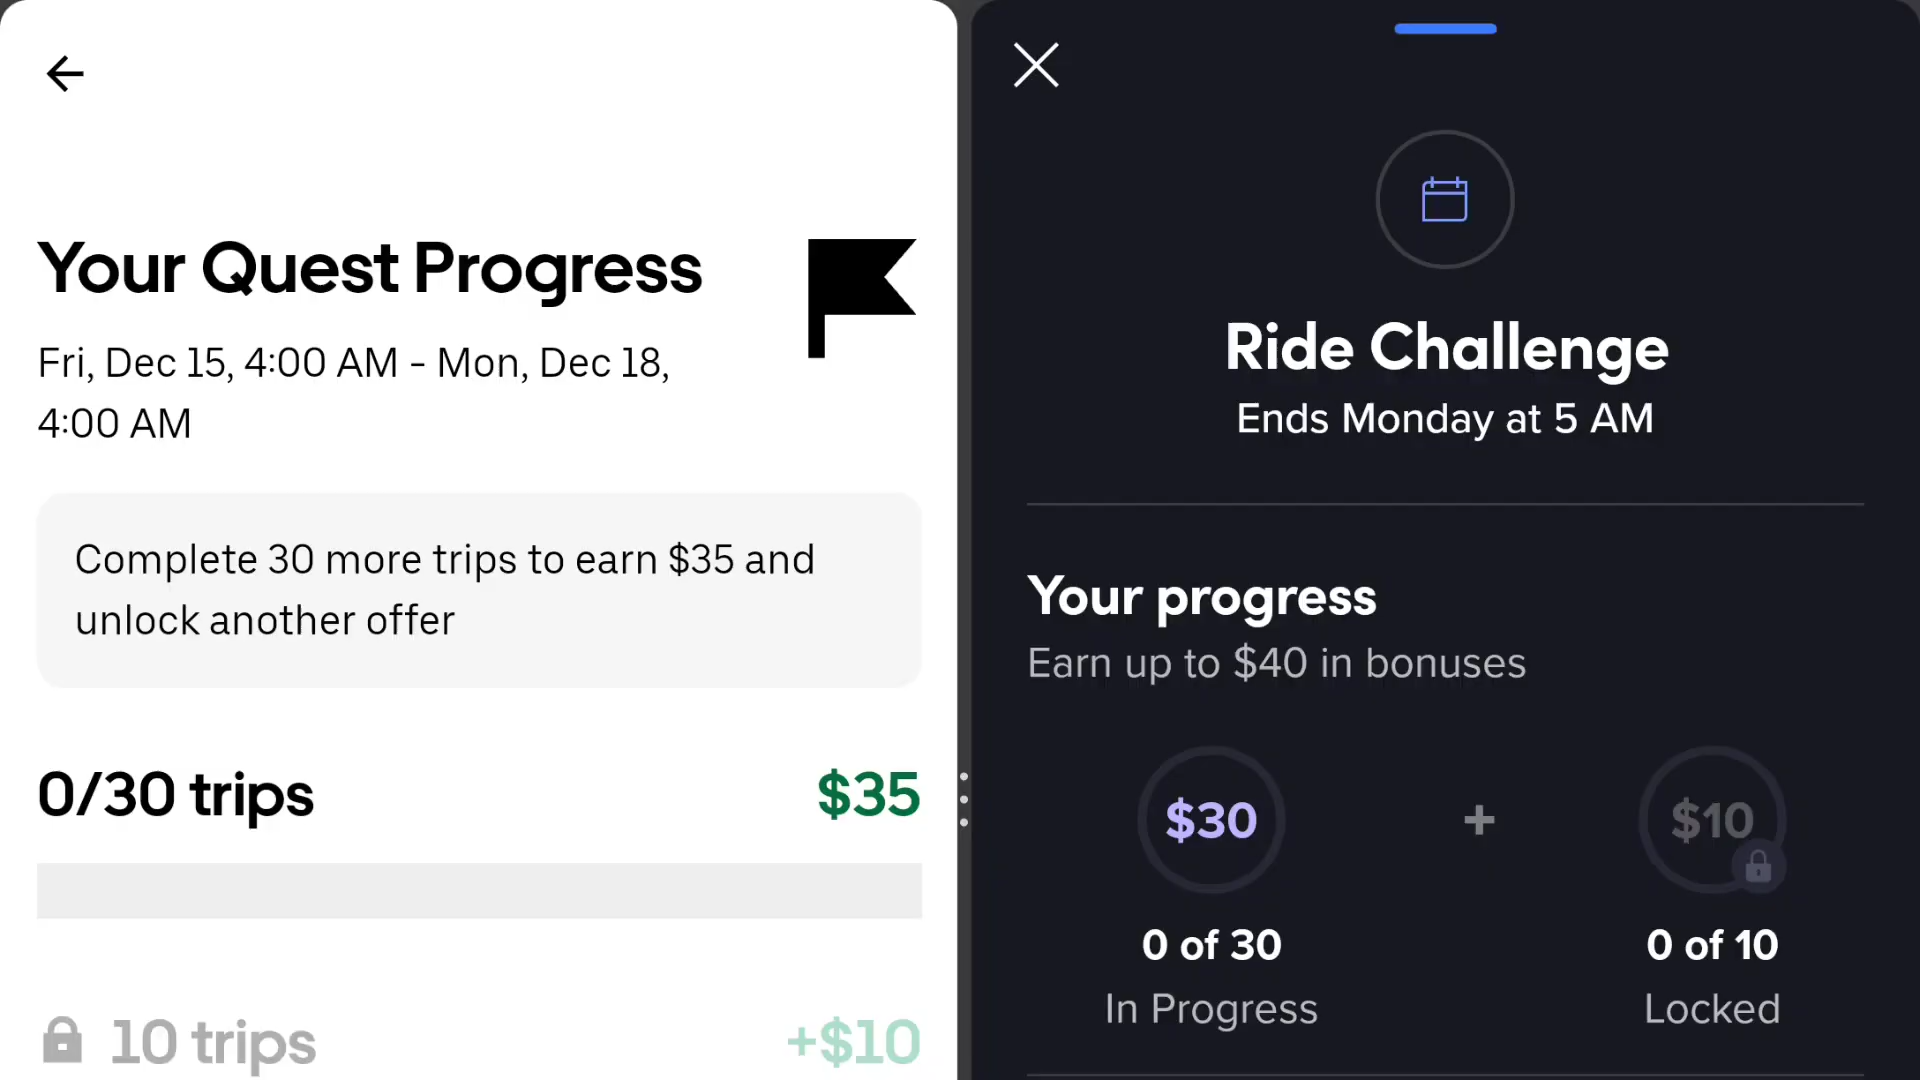 Your Quest Progress
Fri, Dec 15, 4:00 AM - Mon, Dec 18,
4:00 AM
Complete 30 more trips to earn $35 and
unlock another offer
0/30 trips
$35
10 trips
+$10
Ride Challenge
Ends Monday at 5 AM
Your progress
Earn up to $40 in bonuses
$30
+
$10
0 of 30
0 of 10
In Progress
Locked